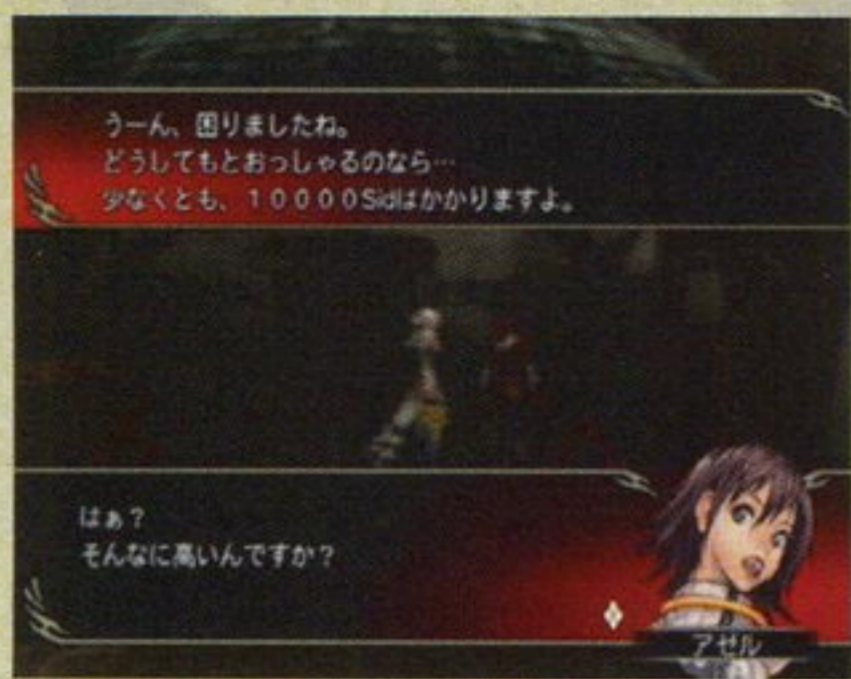 うーん、困りましたね。
どうしてもとおっしゃるのなら…
少なくとも、10000Sidはかかりますよ。
はぁ？
そんなに高いんですか？
アゼル